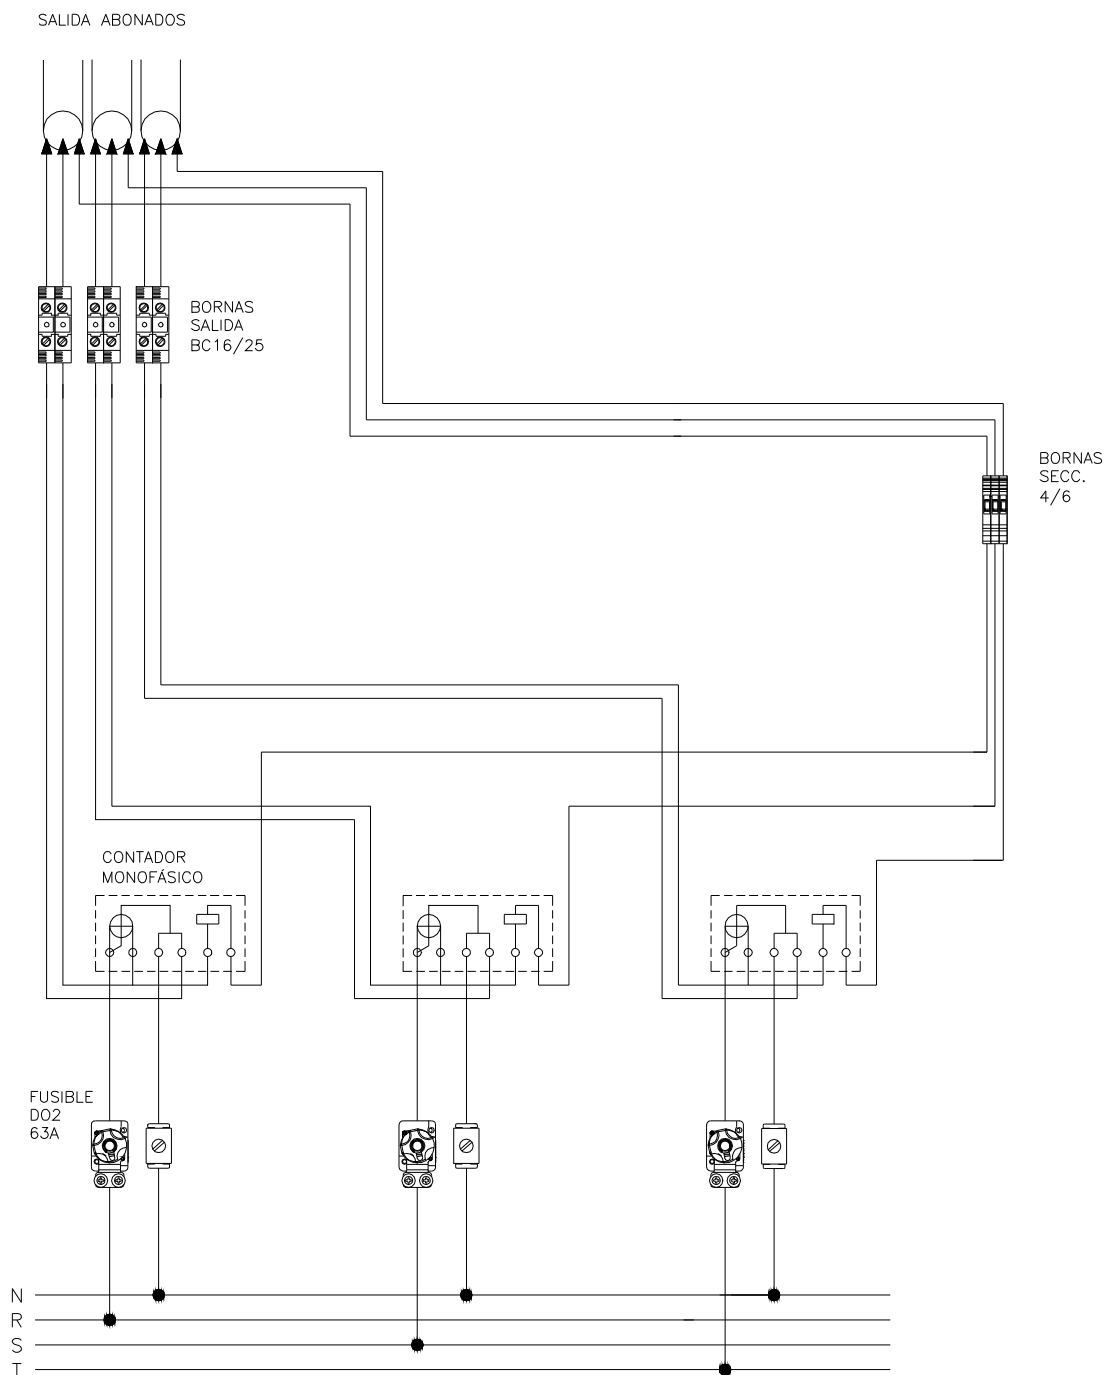 SALIDA ABONADOS
BORNAS
SALIDA
BC16/25
BORNAS
SECC.
4/6
CONTADOR
MONOFÁSICO
FUSIBLE
DO2
63A
N
R
S
T